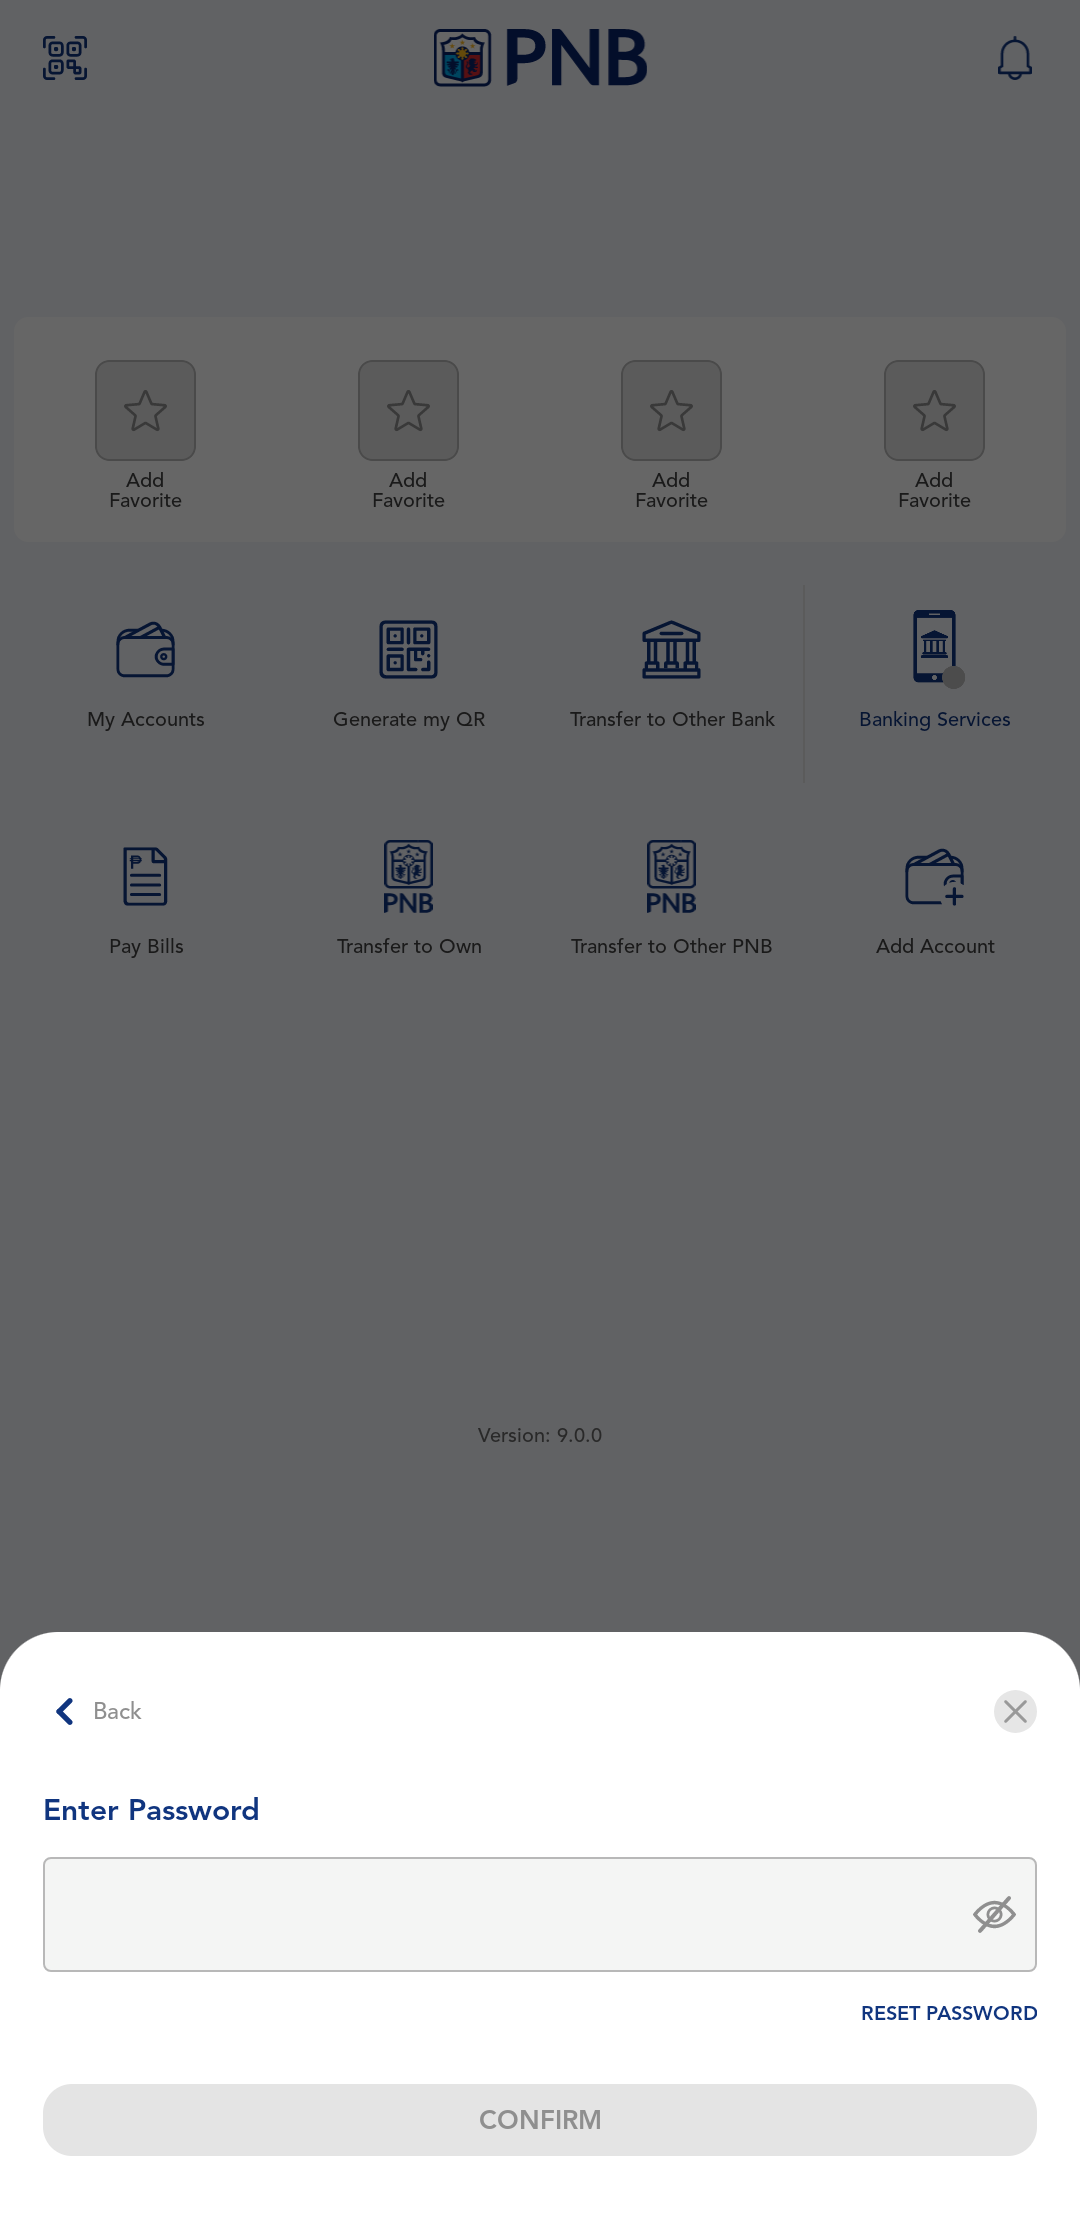 PNB
Add
Favorite
Add
Favorite
Add
Favorite
Add
Favorite
My Accounts
Generate my QR
Transfer to Other Bank
Banking Services
Pay Bills
PNB
Transfer to Own
PNB
Transfer to Other PNB
Add Account
Version: 9.0.0
Back
Enter Password
RESET PASSWORD
CONFIRM